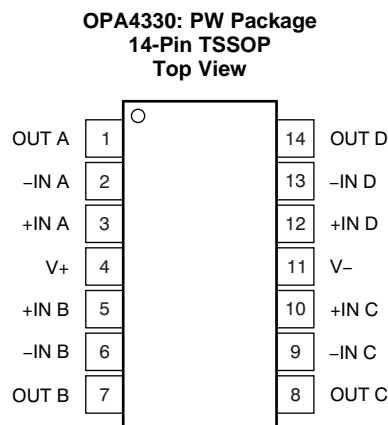 OPA4330: PW Package
14-Pin TSSOP
Top View
OUT A 1 14 OUT D
−IN A 2 13 −IN D
+IN A 3 12 +IN D
V+ 4 11 V−
+IN B 5 10 +IN C
−IN B 6 9 −IN C
OUT B 7 8 OUT C